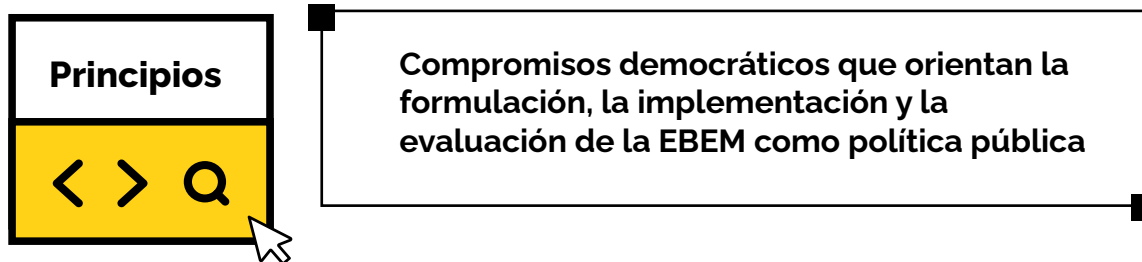 Principios
Compromisos democráticos que orientan la
formulación, la implementación y la
evaluación de la EBEM como política pública